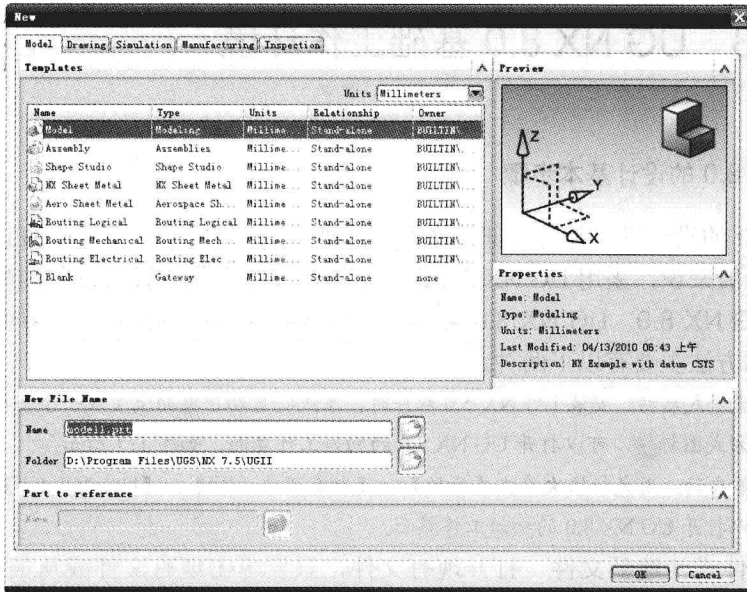 New
Model Drawing Simulation Manufacturing Inspection
Templates
Units Millimeters
Name Type Units Relationship Owner
Model Modeling Millime... Stand-alone BUILTIN\...
Assembly Assemblies Millime... Stand-alone BUILTIN\...
Shape Studio Shape Studio Millime... Stand-alone BUILTIN\...
NX Sheet Metal NX Sheet Metal Millime... Stand-alone BUILTIN\...
Aero Sheet Metal Aerospace Sh... Millime... Stand-alone BUILTIN\...
Routing Logical Routing Logical Millime... Stand-alone BUILTIN\...
Routing Mechanical Routing Mech... Millime... Stand-alone BUILTIN\...
Routing Electrical Routing Elec... Millime... Stand-alone BUILTIN\...
Blank Gateway Millime... Stand-alone none
Preview
Z
Y
X
Properties
Name: Model
Type: Modeling
Units: Millimeters
Last Modified: 04/13/2010 06:43 上午
Description: NX Example with datum CSYS
New File Name
Name model1.prt
Folder D:\Program Files\UGS\NX 7.5\UGII
Part to reference
Name
OK Cancel